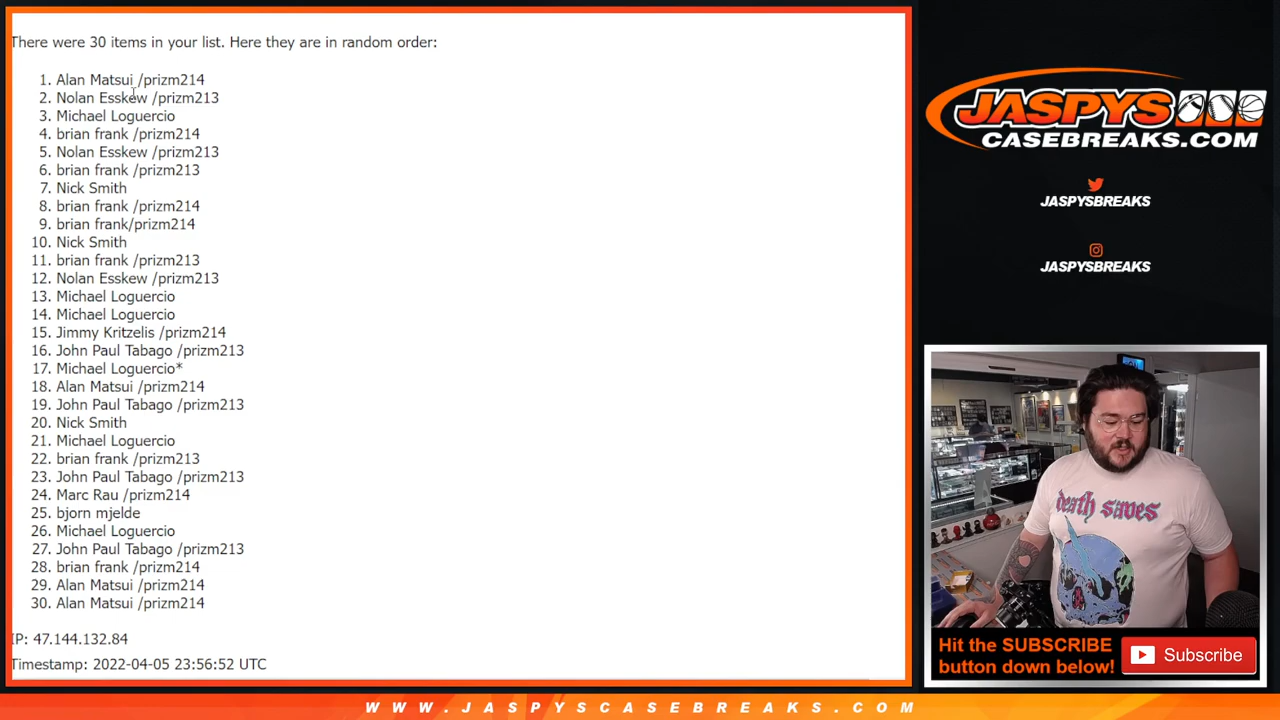 There were 30 items in your list. Here they are in random order:
1. Alan Matsui /prizm214
2. Nolan Esskew /prizm213
3. Michael Loguercio
4. brian frank /prizm214
5. Nolan Esskew /prizm213
6. brian frank /prizm213
7. Nick Smith
8. brian frank /prizm214
9. brian frank/prizm214
10. Nick Smith
11. brian frank /prizm213
12. Nolan Esskew /prizm213
13. Michael Loguercio
14. Michael Loguercio
15. Jimmy Kritzelis /prizm214
16. John Paul Tabago /prizm213
17. Michael Loguercio*
18. Alan Matsui /prizm214
19. John Paul Tabago /prizm213
20. Nick Smith
21. Michael Loguercio
22. brian frank /prizm213
23. John Paul Tabago /prizm213
24. Marc Rau /prizm214
25. bjorn mjelde
26. Michael Loguercio
27. John Paul Tabago /prizm213
28. brian frank /prizm214
29. Alan Matsui /prizm214
30. Alan Matsui /prizm214
IP: 47.144.132.84
Timestamp: 2022-04-05 23:56:52 UTC
JASPYS
CASEBREAKS.COM
JASPYSBREAKS
JASPYSBREAKS
death saves
Hit the SUBSCRIBE
button down below!
Subscribe
WWW.JASPYSCASEBREAKS.COM